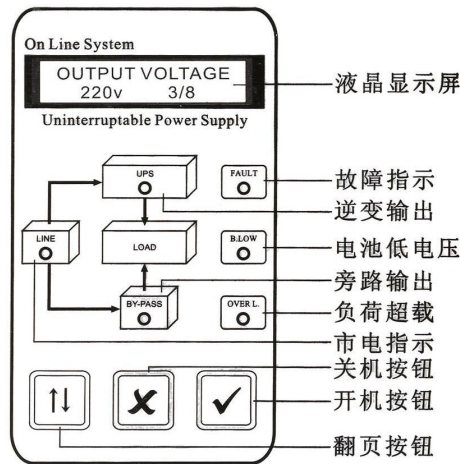 On Line System
OUTPUT VOLTAGE
220v 3/8
Uninterruptable Power Supply
UPS
FAULT
LINE
LOAD
B.LOW
BY-PASS
OVER L.
液晶显示屏
故障指示
逆变输出
电池低电压
旁路输出
负荷超载
市电指示
关机按钮
开机按钮
翻页按钮